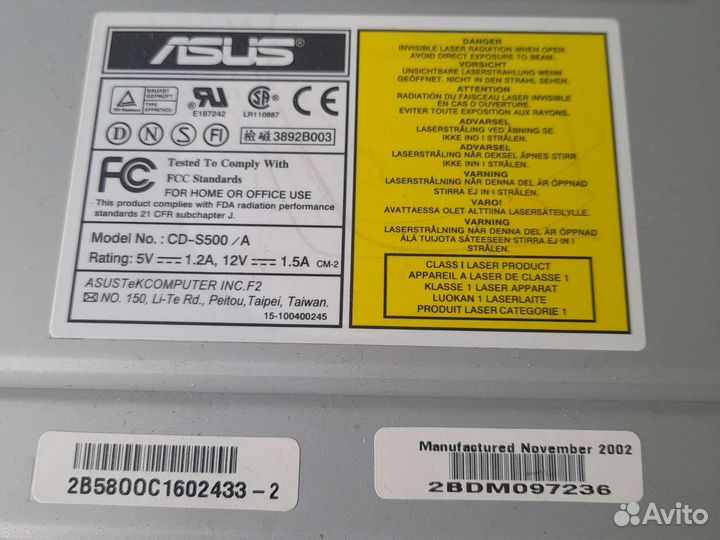 ASUS
BAUART GEPRÜFT
TYPE APPROVED
E187242
LR110887
D N S FI 檢磁 3892B003
FC Tested To Comply With
FCC Standards
FOR HOME OR OFFICE USE
This product complies with FDA radiation performance
standards 21 CFR subchapter J.
Model No. : CD-S500 /A
Rating: 5V 1.2A, 12V 1.5A CM-2
ASUSTeKCOMPUTER INC.F2
NO. 150, Li-Te Rd., Peitou,Taipei, Taiwan.
15-100400245
DANGER
INVISIBLE LASER RADIATION WHEN OPEN.
AVOID DIRECT EXPOSURE TO BEAM.
VORSICHT
UNSICHTBARE LASERSTRAHLUNG WENN
GEÖFFNET. NICHT IN DEN STRAHL
ATTENTION
RADIATION DU FAISCEAU LASER INVISIBLE
EN CAS D'OUVERTURE.
EVITER TOUTE EXPOSITION AUX RAYONS.
ADVARSEL
LASERSTRÅLING VED ÅBNING SE
IKKE IND I STRÅLEN.
ADVARSEL
LASERSTRÅLING NÅR DEKSEL ÅPNES STIRR
IKKE INN I STRÅLEN.
VARNING
LASERSTRÅLNING NÄR DENNA DEL ÄR ÖPPNAD
STIRRA EJ IN I STRÅLEN.
VARO!
AVATTAESSA OLET ALTTIINA LASERSÄTEILYLLE.
VARNING
LASERSTRÅLNING NÄR DENNA DEL ÄR ÖPPNAD
ÄLÄ TUIJOTA SÄTEESEEN STIRRA EJ IN I
STRÅLEN.
CLASS I LASER PRODUCT
APPAREIL A LASER DE CLASSE 1
KLASSE 1 LASER APPARAT
LUOKAN 1 LASERLAITE
PRODUIT LASER CATEGORIE 1
2B5800C1602433-2
Manufactured November 2002
2BDM097236
Avito